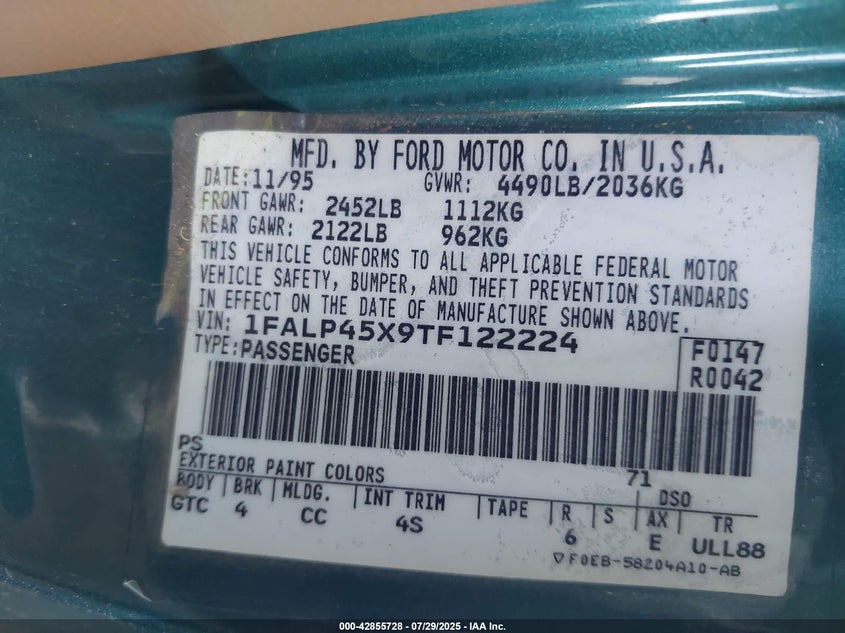 MFD. BY FORD MOTOR CO. IN U.S.A.
DATE: 11/95 GVWR: 4490LB/2036KG
FRONT GAWR: 2452LB 1112KG
REAR GAWR: 2122LB 962KG
THIS VEHICLE CONFORMS TO ALL APPLICABLE FEDERAL MOTOR
VEHICLE SAFETY, BUMPER, AND THEFT PREVENTION STANDARDS
IN EFFECT ON THE DATE OF MANUFACTURE SHOWN ABOVE.
VIN: 1FALP45X9TF122224
TYPE: PASSENGER
F0147
R0042
PS 71
EXTERIOR PAINT COLORS DSO
BODY BRK MLDG. INT TRIM TAPE R S AX TR
GTC 4 CC 4S 6 E ULL88
▽F0EB-58204A10-AB
000-42855728 | 07/29/2025 - IAA Inc.